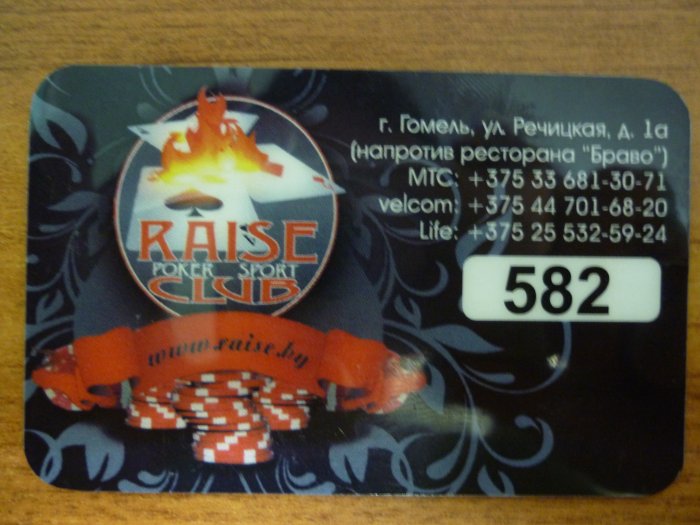 г. Гомель, ул. Речицкая, д. 1а
(напротив ресторана "Браво")
МТС: +375 33 681-30-71
velcom: +375 44 701-68-20
Life: +375 25 532-59-24
582
RAISE
POKER SPORT
CLUB
www.raise.by